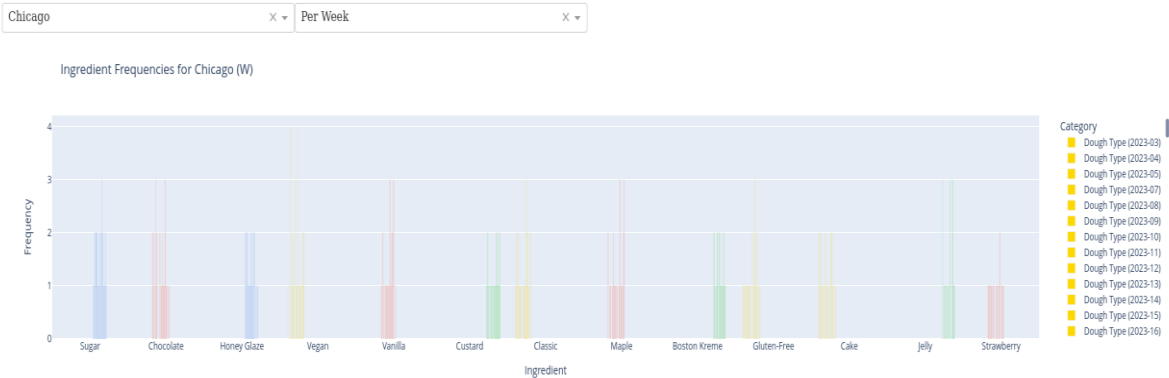 Chicago
Per Week
Ingredient Frequencies for Chicago (W)
4
3
2
1
0
Frequency
Sugar
Chocolate
Honey Glaze
Vegan
Vanilla
Custard
Classic
Maple
Boston Kreme
Gluten-Free
Cake
Jelly
Strawberry
Ingredient
Category
Dough Type (2023-03)
Dough Type (2023-04)
Dough Type (2023-05)
Dough Type (2023-07)
Dough Type (2023-08)
Dough Type (2023-09)
Dough Type (2023-10)
Dough Type (2023-11)
Dough Type (2023-12)
Dough Type (2023-13)
Dough Type (2023-14)
Dough Type (2023-15)
Dough Type (2023-16)